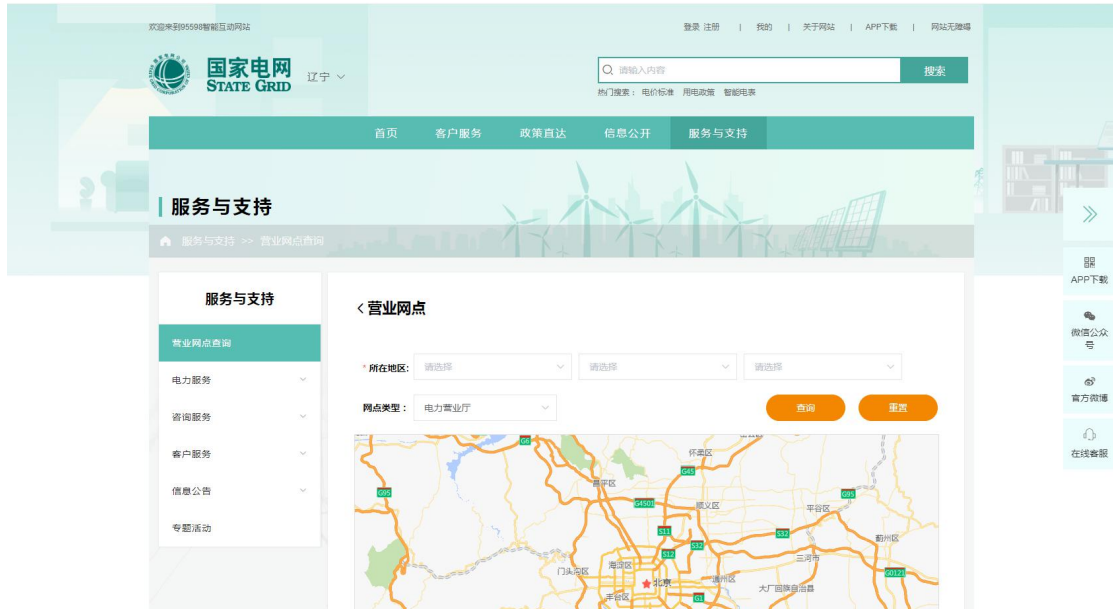 欢迎来到95598智能互动网站
登录 注册 | 我的 | 关于网站 | APP下载 | 网站无障碍
国家电网
STATE GRID
辽宁
请输入内容
搜索
热门搜索： 电价标准 用电政策 智能电表
首页 客户服务 政策直达 信息公开 服务与支持
服务与支持
服务与支持 >> 营业网点查询
APP下载
微信公众
号
官方微博
在线客服
服务与支持
营业网点查询
电力服务
咨询服务
客户服务
信息公告
专题活动
<营业网点
* 所在地区: 请选择 请选择 请选择
网点类型： 电力营业厅
查询 重置
G6
怀柔区
G45
昌平区
G95
G95
G4501
顺义区
平谷区
S11
S32
S32
蓟州区
S12
三河市
门头沟区
海淀区
北京
通州区
G0121
大厂回族自治县
丰台区
G1